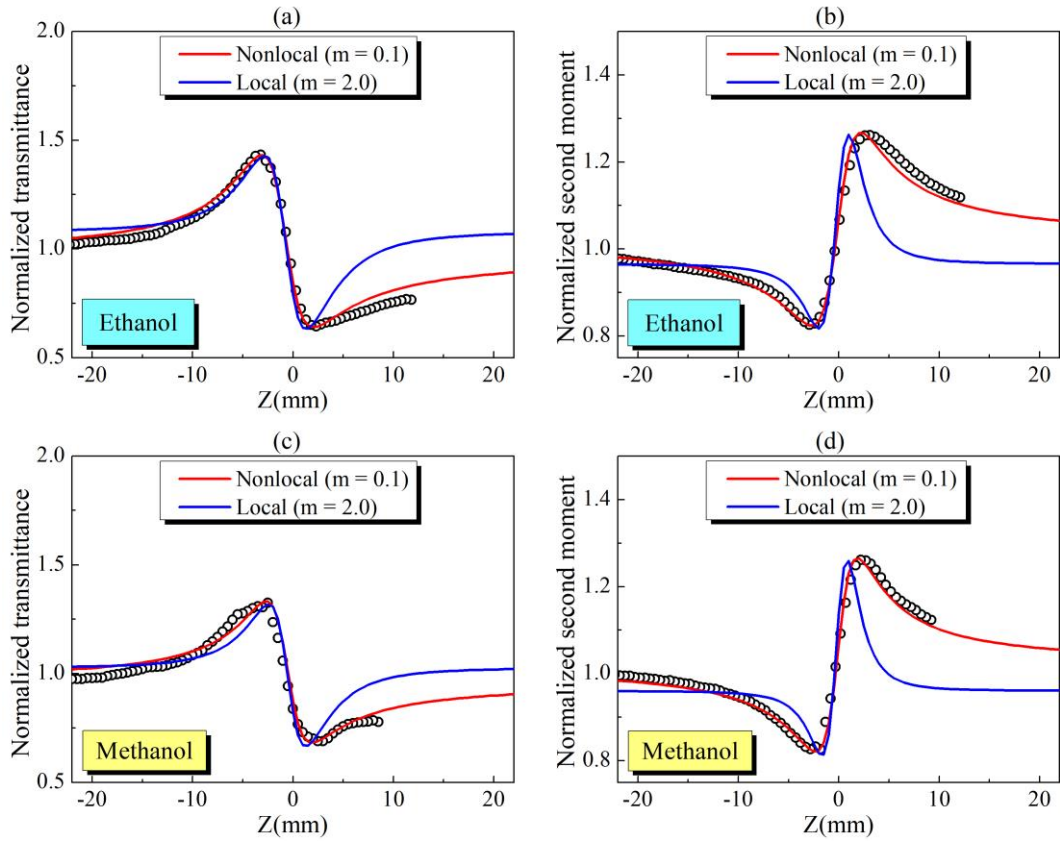 (a)
Normalized transmittance
2.0
1.5
1.0
0.5
Nonlocal (m = 0.1)
Local (m = 2.0)
Ethanol
-20 -10 0 10 20
Z(mm)
(b)
Normalized second moment
1.4
1.2
1.0
0.8
Nonlocal (m = 0.1)
Local (m = 2.0)
Ethanol
-20 -10 0 10 20
Z(mm)
(c)
Normalized transmittance
2.0
1.5
1.0
0.5
Nonlocal (m = 0.1)
Local (m = 2.0)
Methanol
-20 -10 0 10 20
Z(mm)
(d)
Normalized second moment
1.4
1.2
1.0
0.8
Nonlocal (m = 0.1)
Local (m = 2.0)
Methanol
-20 -10 0 10 20
Z(mm)